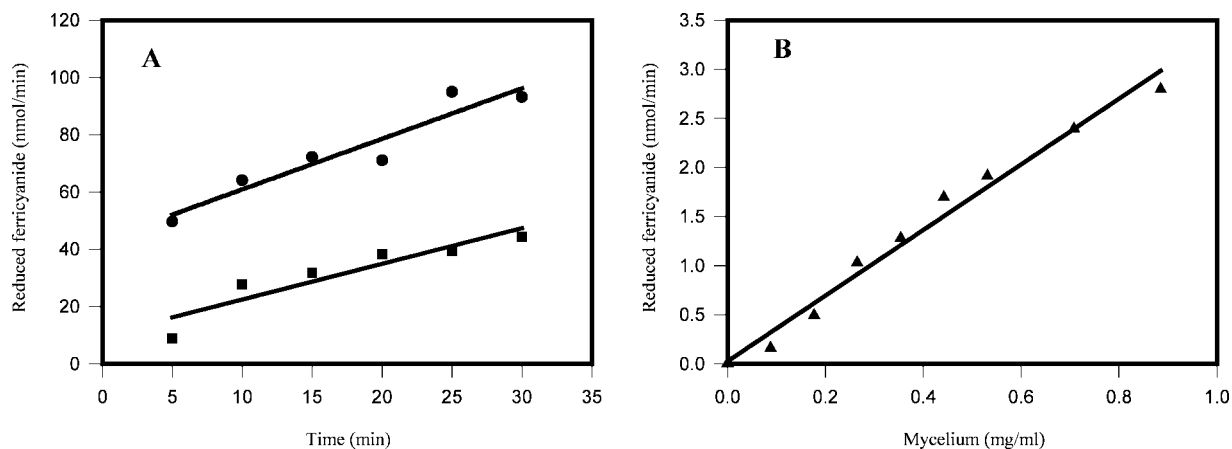 A
Reduced ferricyanide (nmol/min)
120
100
80
60
40
20
0
0 5 10 15 20 25 30 35
Time (min)
B
Reduced ferricyanide (nmol/min)
3.5
3.0
2.5
2.0
1.5
1.0
0.5
0.0
0.0 0.2 0.4 0.6 0.8 1.0
Mycelium (mg/ml)